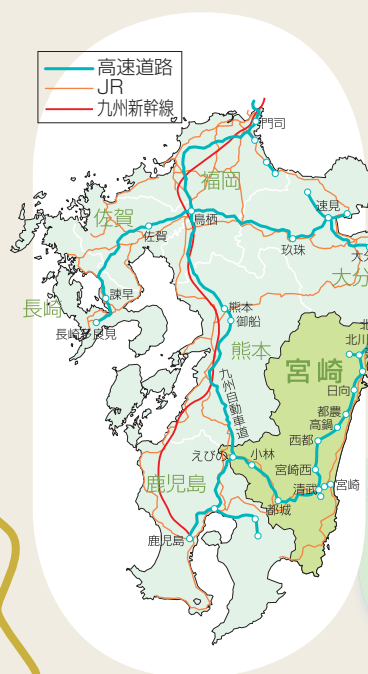 高速道路
JR
九州新幹線
門司
福岡
速見
佐賀
鳥栖
佐賀
玖珠
大分
諫早
長崎
長崎多良見
熊本
御船
熊本
北川
宮崎
日向
九州自動車道
都農
高鍋
西都
えびの
小林
宮崎西
鹿児島
清武
宮崎
都城
鹿児島